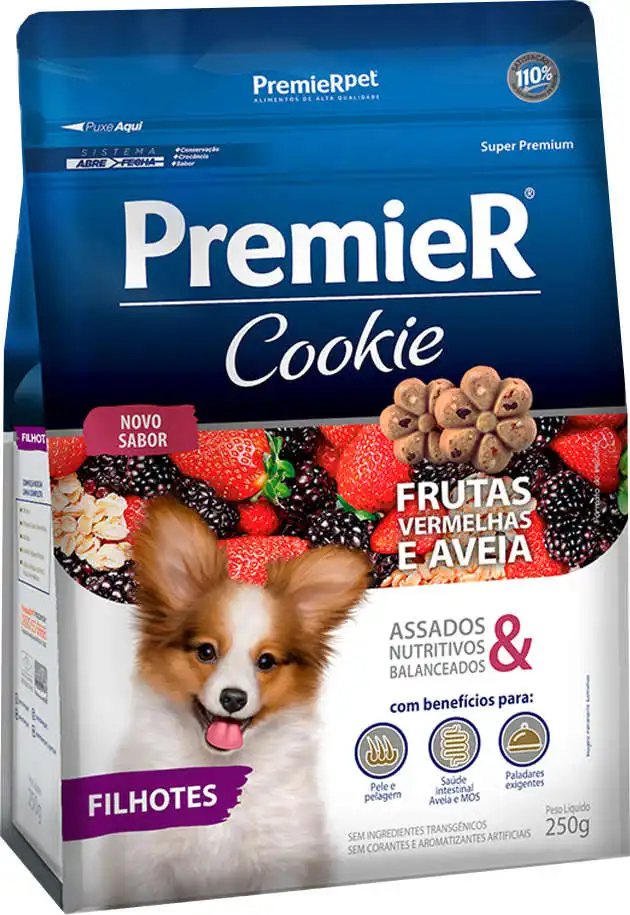 PremieRpet
ALIMENTOS DE ALTA QUALIDADE
SATISFAÇÃO
110%
Puxe Aqui
SISTEMA
ABRE FECHA
+Conservação
+Crocância
+Sabor
Super Premium
PremieR®
Cookie
NOVO
SABOR
FRUTAS
VERMELHAS
E AVEIA
FILHOT
ASSADOS
NUTRITIVOS
BALANCEADOS
&
com benefícios para:
Pele e
pelagem
Saúde
intestinal
Aveia e MOS
Paladares
exigentes
FILHOTES
SEM INGREDIENTES TRANSGÊNICOS
SEM CORANTES E AROMATIZANTES ARTIFICIAIS
Peso Líquido
250g